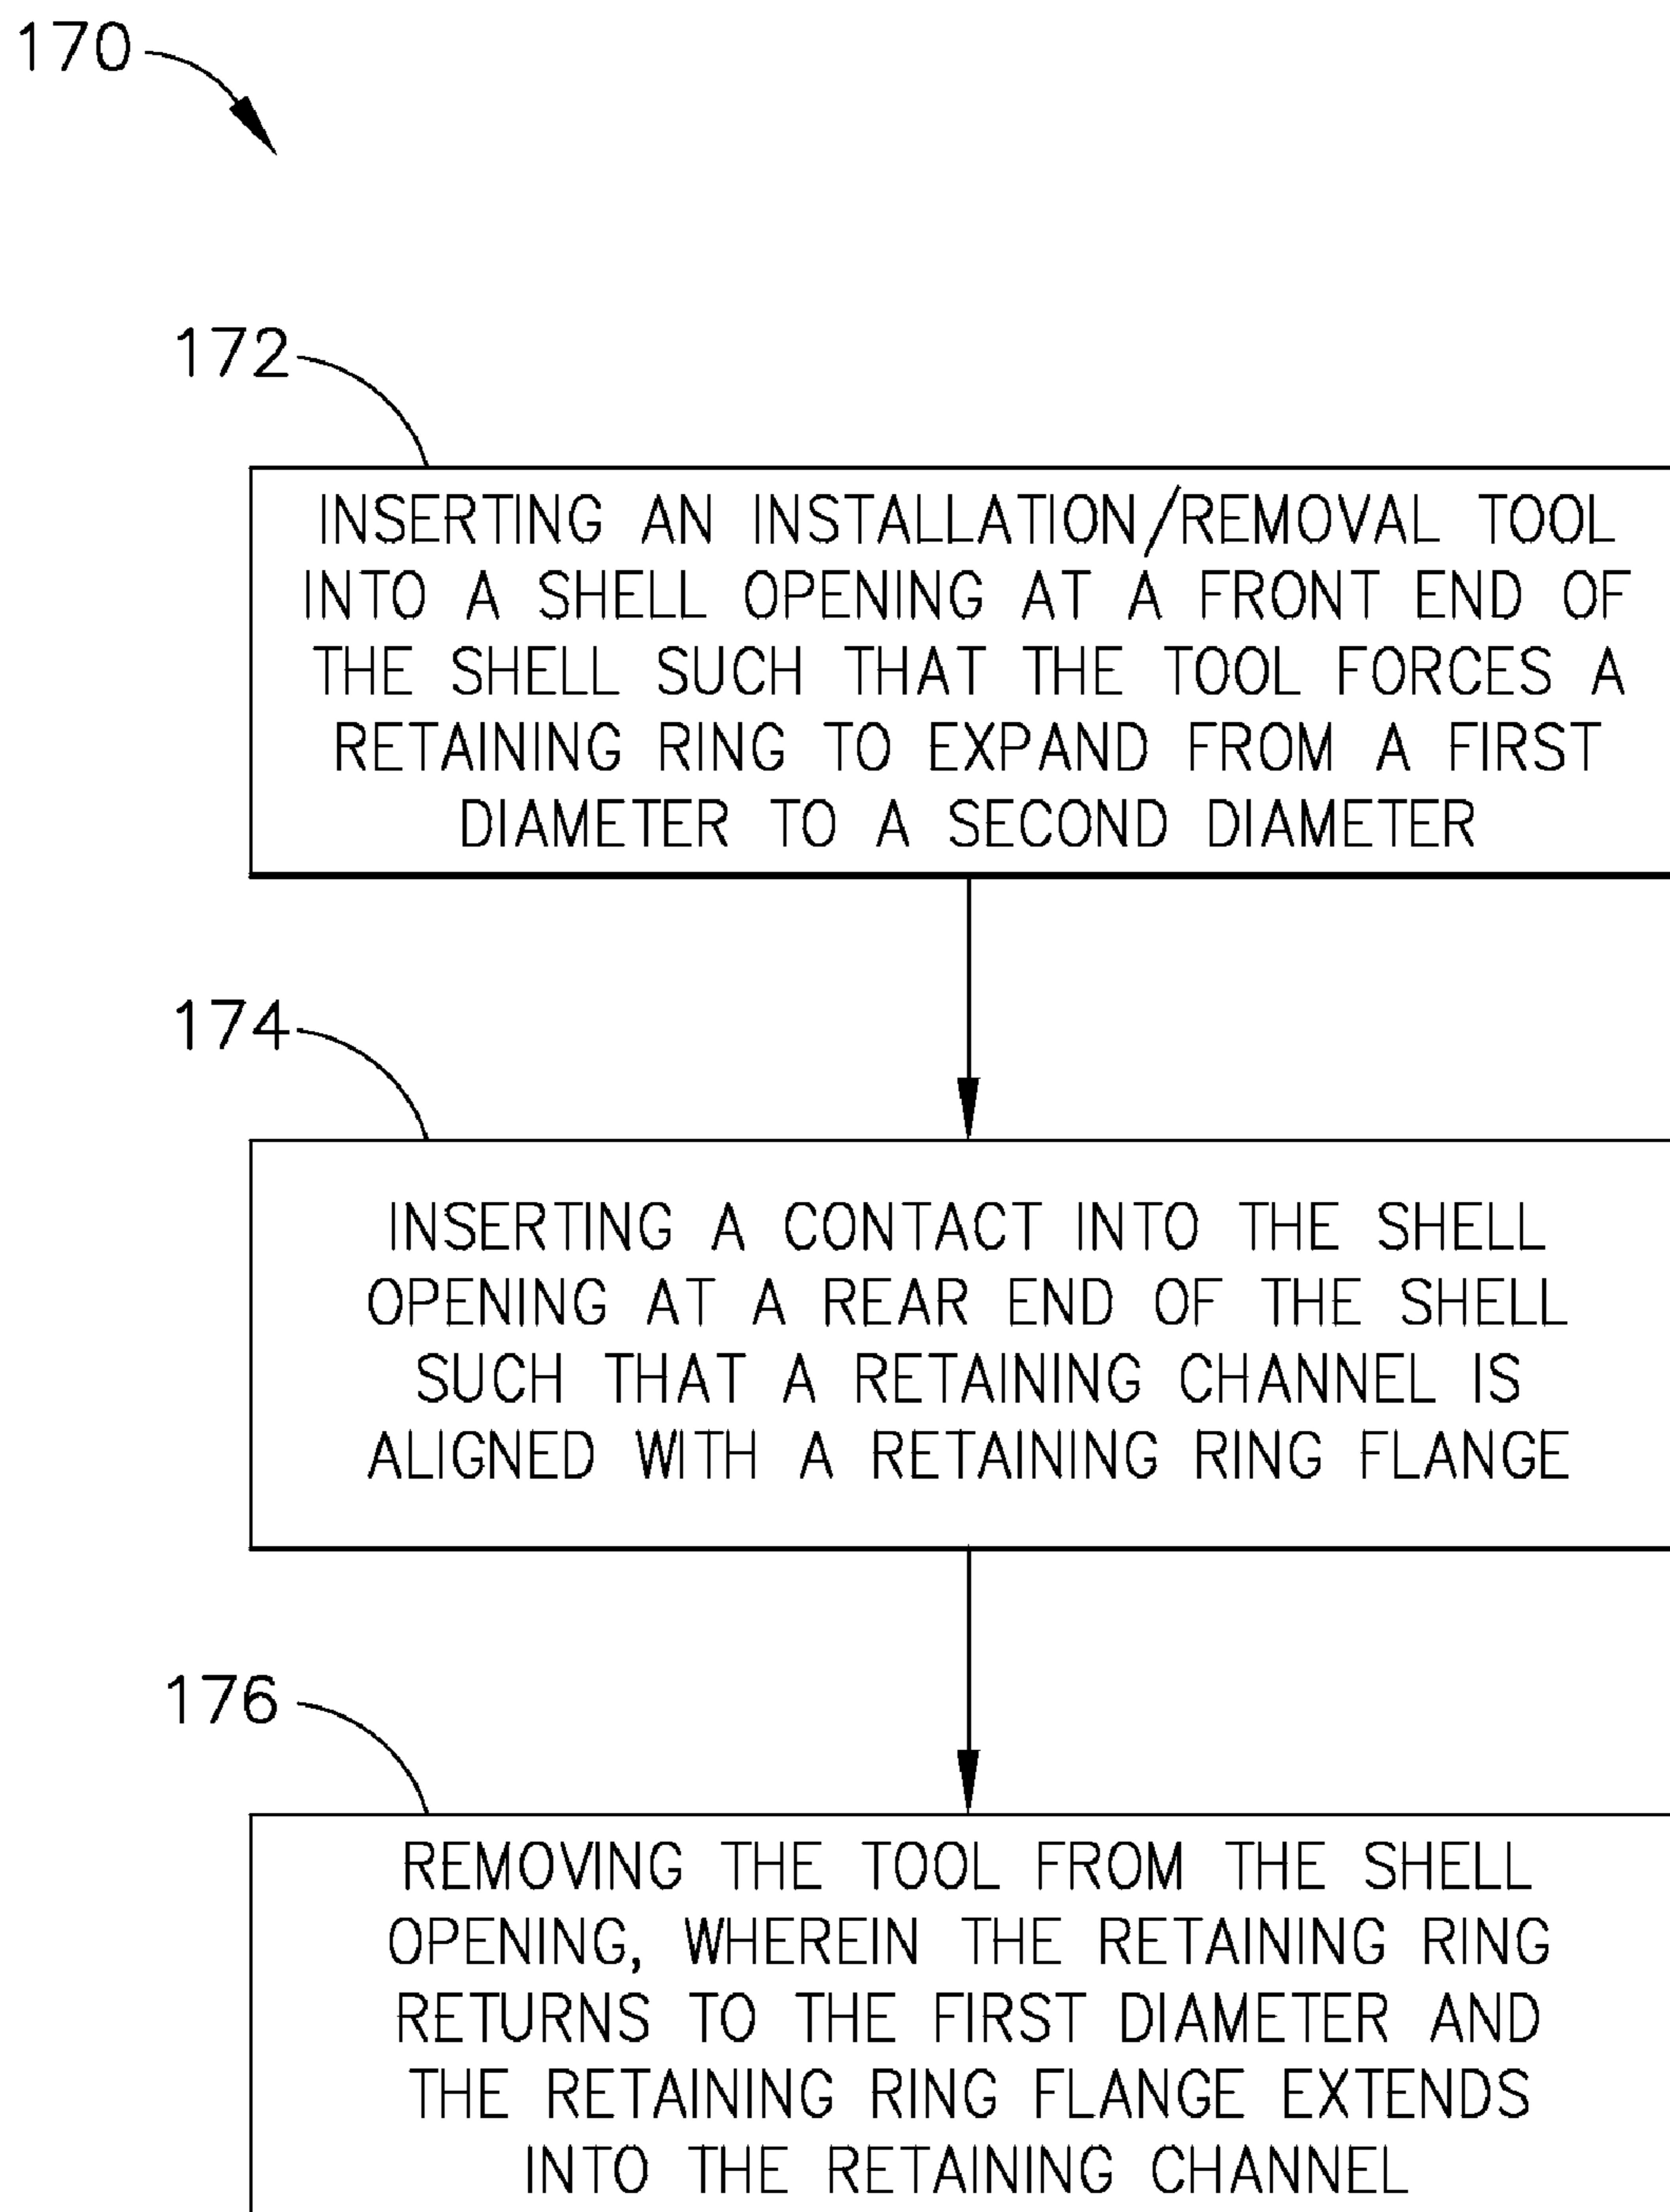 170
172
INSERTING AN INSTALLATION/REMOVAL TOOL
INTO A SHELL OPENING AT A FRONT END OF
THE SHELL SUCH THAT THE TOOL FORCES A
RETAINING RING TO EXPAND FROM A FIRST
DIAMETER TO A SECOND DIAMETER
174
INSERTING A CONTACT INTO THE SHELL
OPENING AT A REAR END OF THE SHELL
SUCH THAT A RETAINING CHANNEL IS
ALIGNED WITH A RETAINING RING FLANGE
176
REMOVING THE TOOL FROM THE SHELL
OPENING, WHEREIN THE RETAINING RING
RETURNS TO THE FIRST DIAMETER AND
THE RETAINING RING FLANGE EXTENDS
INTO THE RETAINING CHANNEL